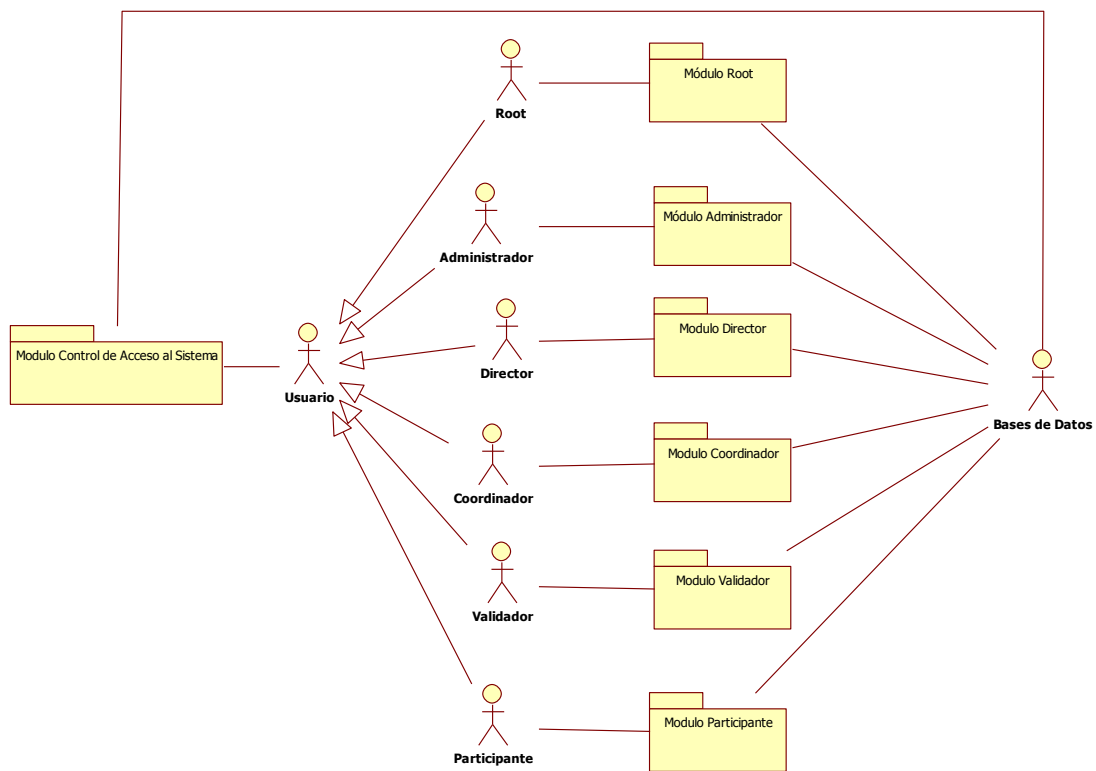 Root
Módulo Root
Administrador
Módulo Administrador
Modulo Control de Acceso al Sistema
Usuario
Director
Modulo Director
Bases de Datos
Coordinador
Modulo Coordinador
Validador
Modulo Validador
Participante
Modulo Participante